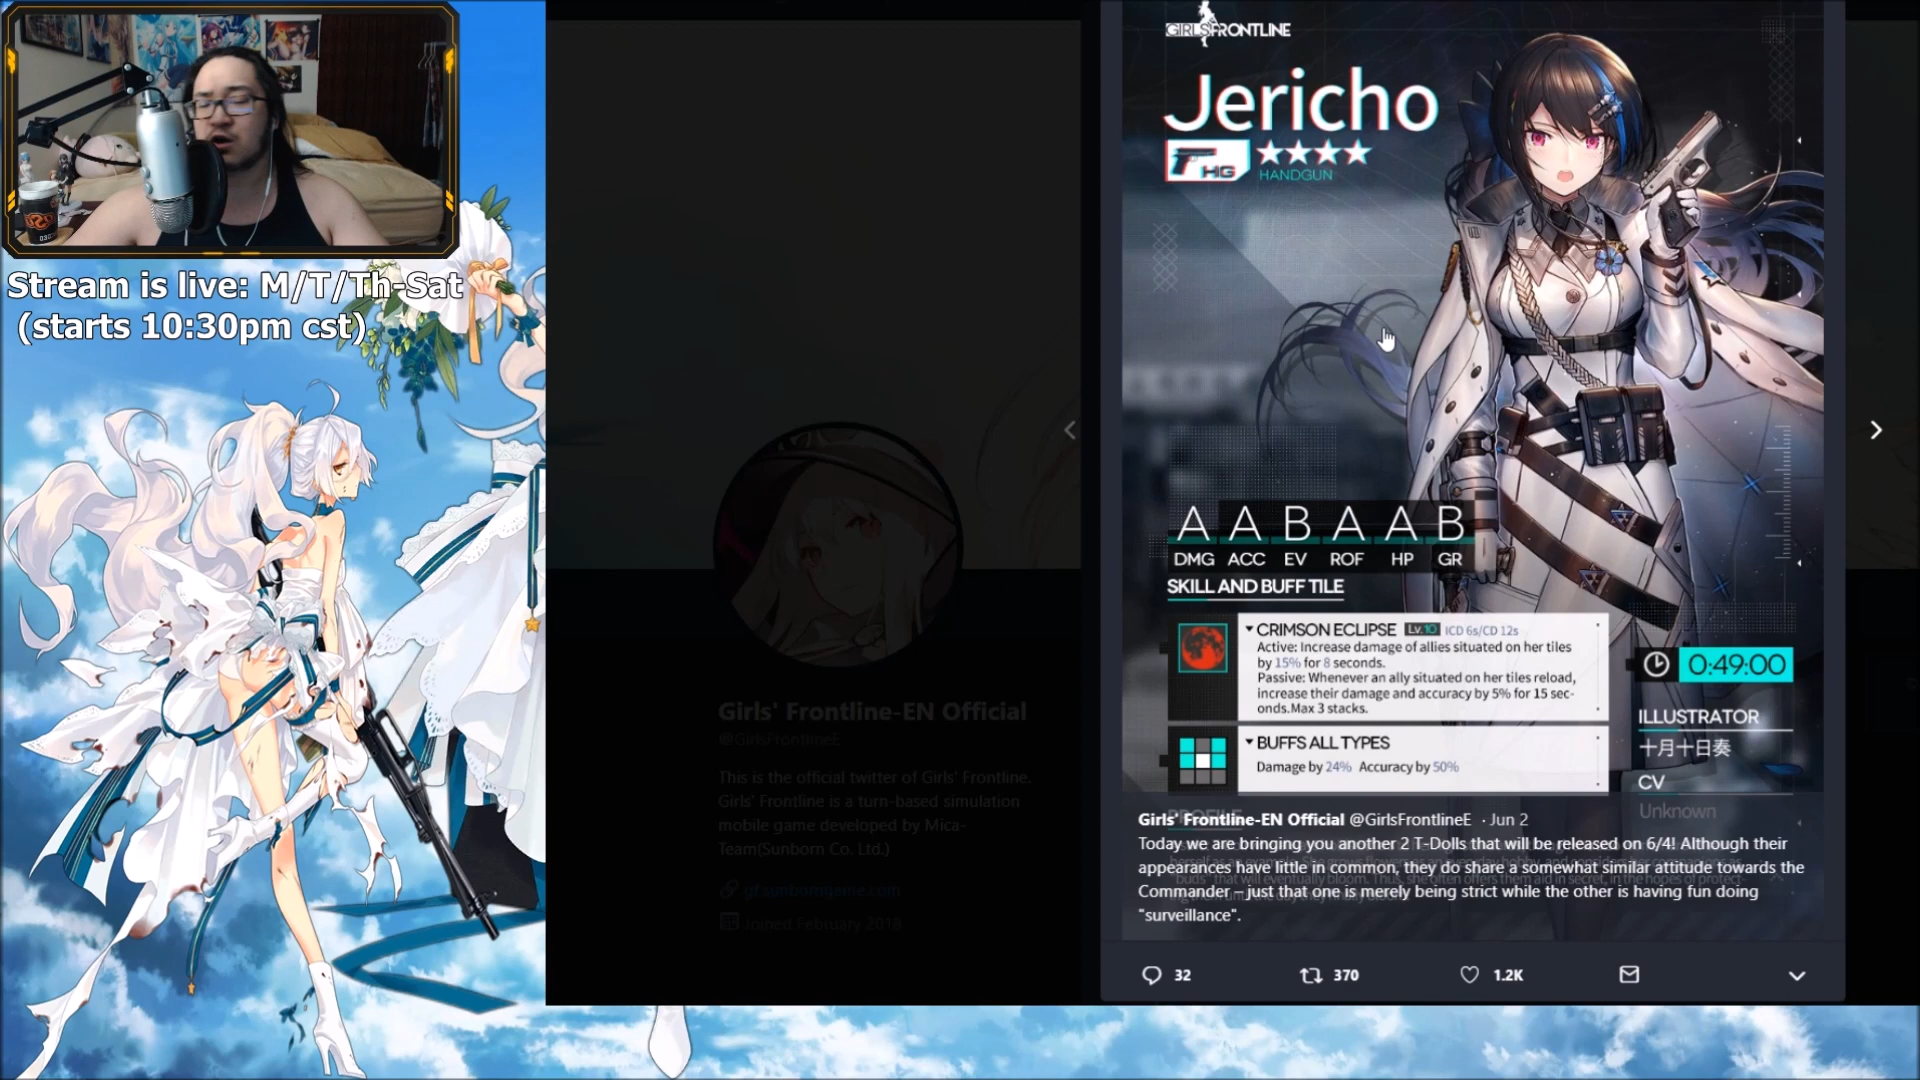 Stream is live: M/T/Th-Sat
(starts 10:30pm cst)
GIRLS FRONTLINE
Jericho
HG
★★★★
HANDGUN
A A B A A B
DMG ACC EV ROF HP GR
SKILL AND BUFF TILE
CRIMSON ECLIPSE Lv.10 ICD 6s/CD 12s
Active: Increase damage of allies situated on her tiles
by 15% for 8 seconds.
Passive: Whenever an ally situated on her tiles reload,
increase their damage and accuracy by 5% for 15 sec-
onds.Max 3 stacks.
BUFFS ALL TYPES
Damage by 24% Accuracy by 50%
0:49:00
ILLUSTRATOR
十月十日奏
CV
Unknown
PROFILE
Girls' Frontline-EN Official @GirlsFrontlineE · Jun 2
Today we are bringing you another 2 T-Dolls that will be released on 6/4! Although their
appearances have little in common, they do share a somewhat similar attitude towards the
Commander – just that one is merely being strict while the other is having fun doing
"surveillance".
32
370
1.2K
Girls' Frontline-EN Official
@GirlsFrontlineE
This is the official twitter of Girls' Frontline.
Girls' Frontline is a turn-based simulation
mobile game developed by Mica-
Team(Sunborn Co. Ltd.)
gf.sunborngame.com
Joined February 2018